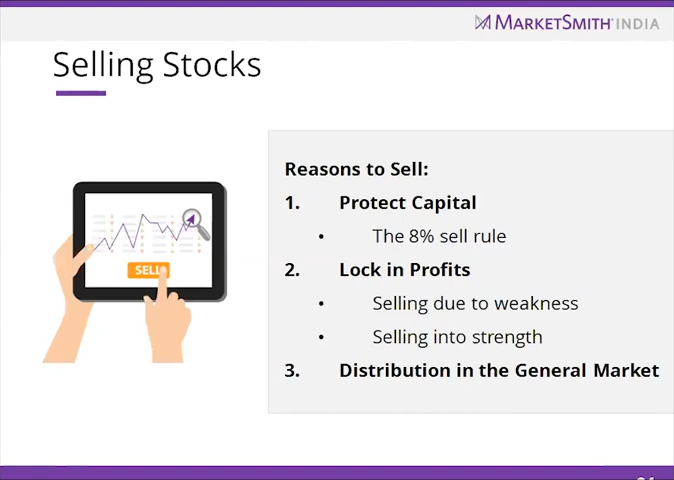 MARKETSMITH INDIA
Selling Stocks
Reasons to Sell:
1. Protect Capital
• The 8% sell rule
2. Lock in Profits
• Selling due to weakness
• Selling into strength
3. Distribution in the General Market
SELL